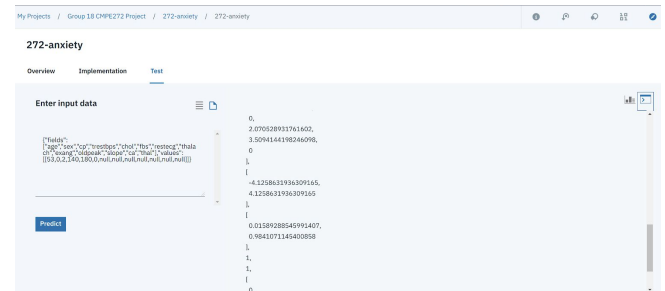 My Projects / Group 18 CMPE272 Project / 272-anxiety / 272-anxiety
272-anxiety
Overview Implementation Test
Enter input data
{"fields":
["age","sex","cp","trestbps","chol","fbs","restecg","thala
ch","exang","oldpeak","slope","ca","thal"],"values":
[[53,0,2,140,180,0,null,null,null,null,null,null,null]]}
Predict
0,
2.070528931761602,
3.5094144198246098,
0
],
[
-4.1258631936309165,
4.1258631936309165
],
[
0.01589288545991407,
0.9841071145400858
],
1,
1,
[
0,